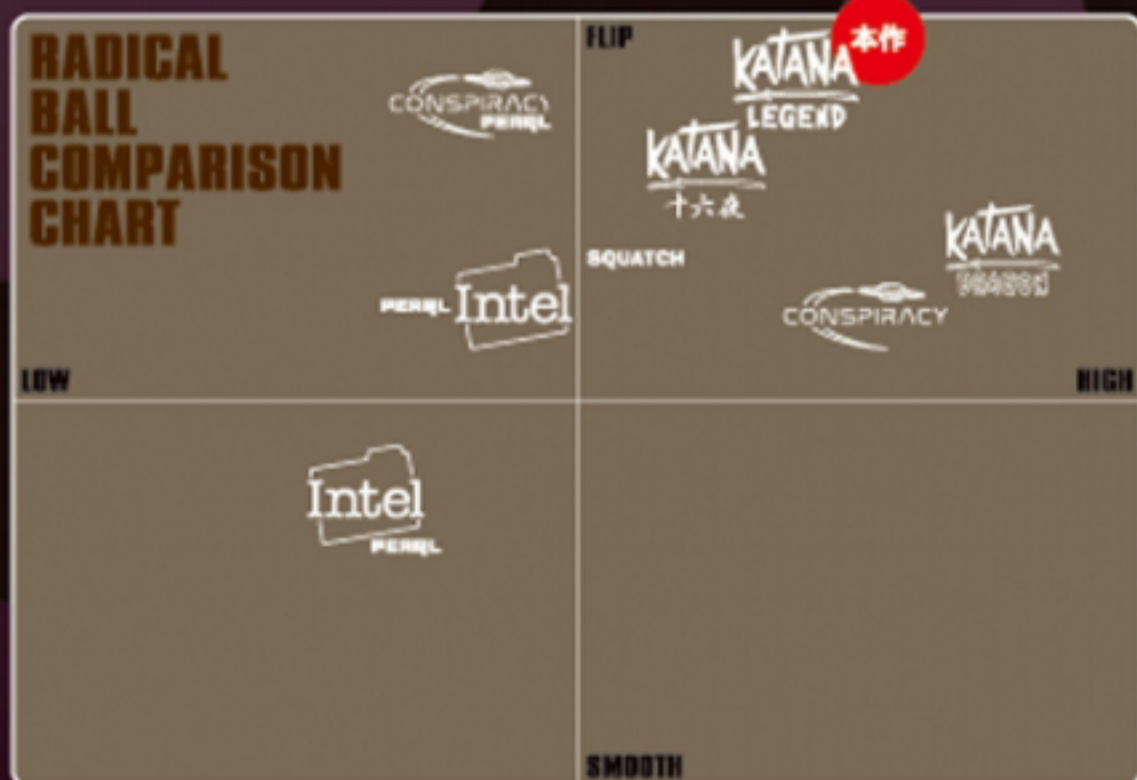 RADICAL
BALL
COMPARISON
CHART
CONSPIRACY
PEARL
PEARL Intel
LOW
FLIP
KATANA
LEGEND
本作
KATANA
十六夜
SQUATCH
KATANA
DRAGON
CONSPIRACY
HIGH
Intel
PEARL
SMOOTH